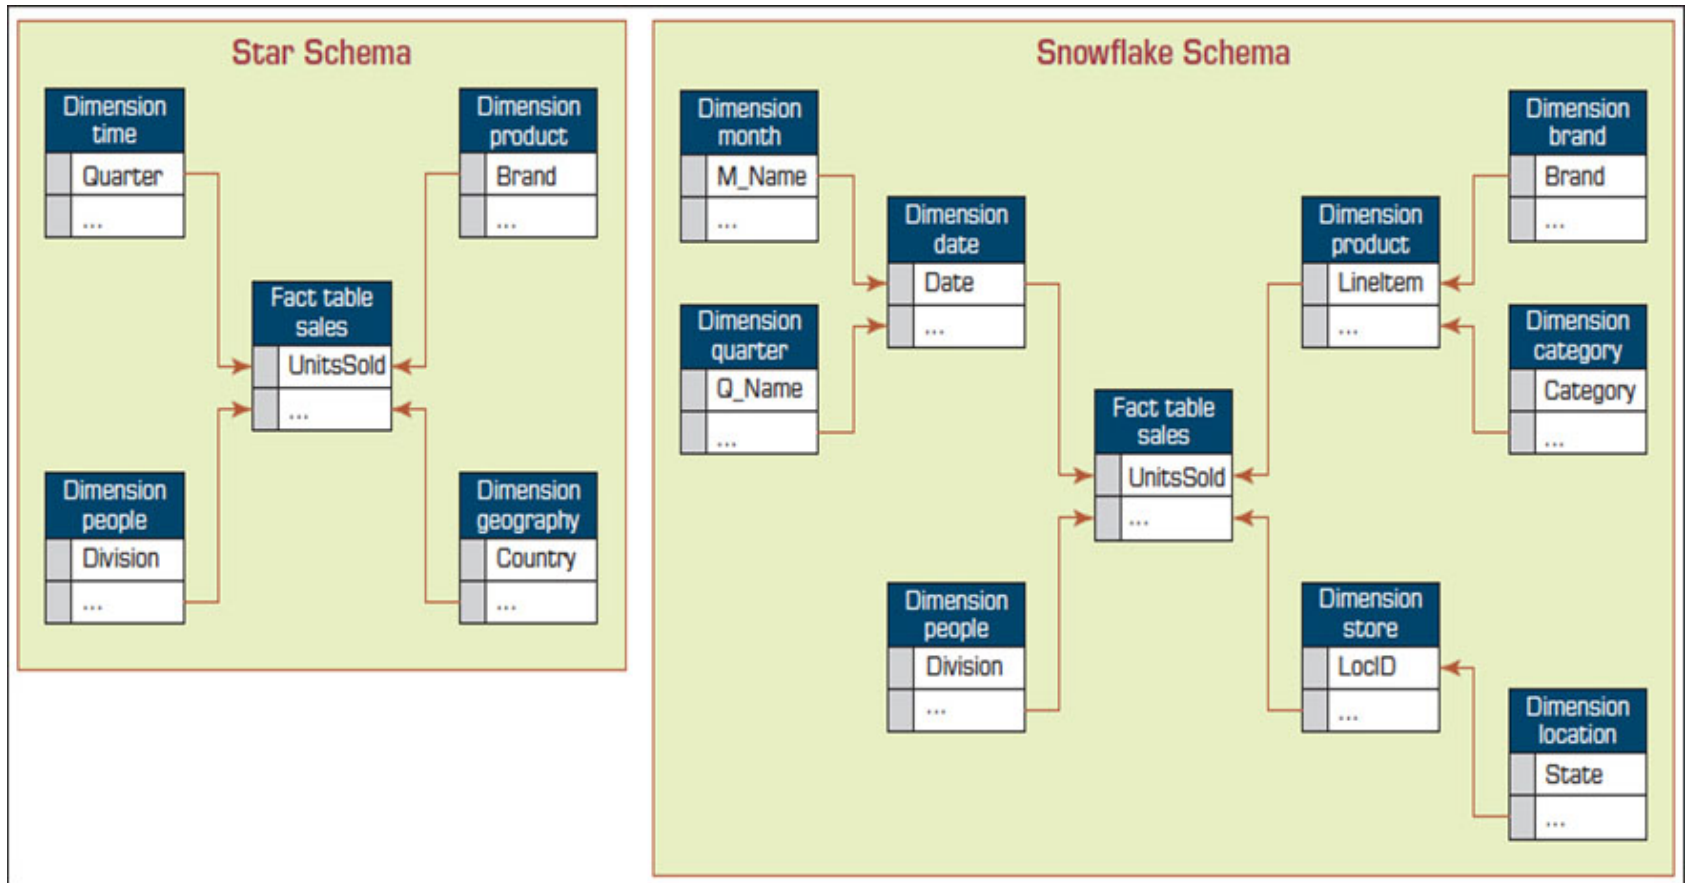 Star Schema
Dimension
time
Quarter
...
Dimension
product
Brand
...
Fact table
sales
UnitsSold
...
Dimension
people
Division
...
Dimension
geography
Country
...
Snowflake Schema
Dimension
month
M_Name
...
Dimension
quarter
Q_Name
...
Dimension
date
Date
...
Dimension
product
LineItem
...
Dimension
brand
Brand
...
Dimension
category
Category
...
Fact table
sales
UnitsSold
...
Dimension
people
Division
...
Dimension
store
LocID
...
Dimension
location
State
...